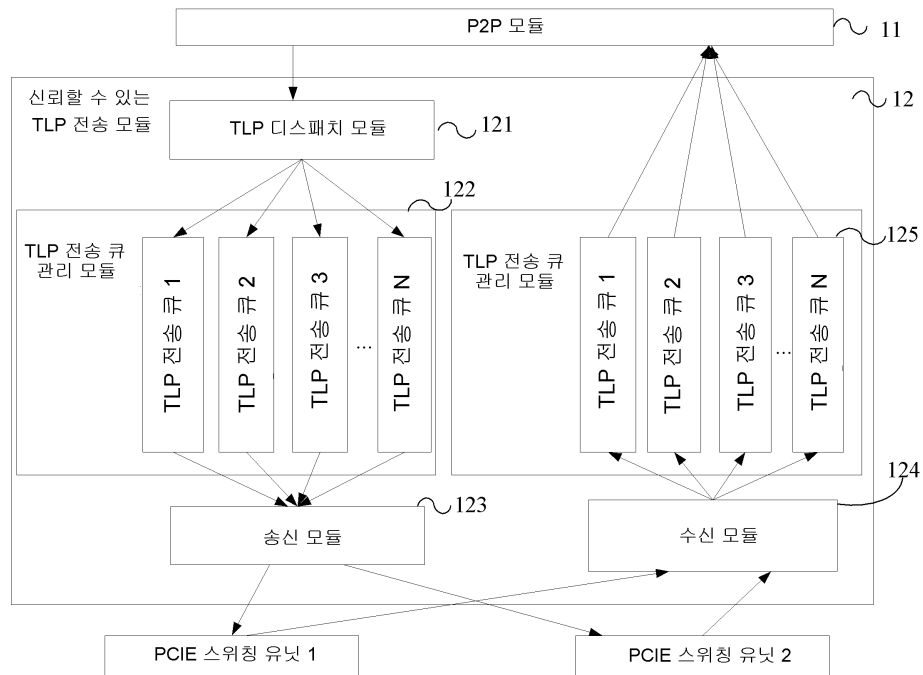 P2P 모듈
11
신뢰할 수 있는
TLP 전송 모듈
12
TLP 디스패치 모듈
121
122
TLP 전송 큐
관리 모듈
TLP 전송 큐 1
TLP 전송 큐 2
TLP 전송 큐 3
...
TLP 전송 큐 N
125
TLP 전송 큐
관리 모듈
TLP 전송 큐 1
TLP 전송 큐 2
TLP 전송 큐 3
...
TLP 전송 큐 N
송신 모듈
123
수신 모듈
124
PCIE 스위칭 유닛 1
PCIE 스위칭 유닛 2